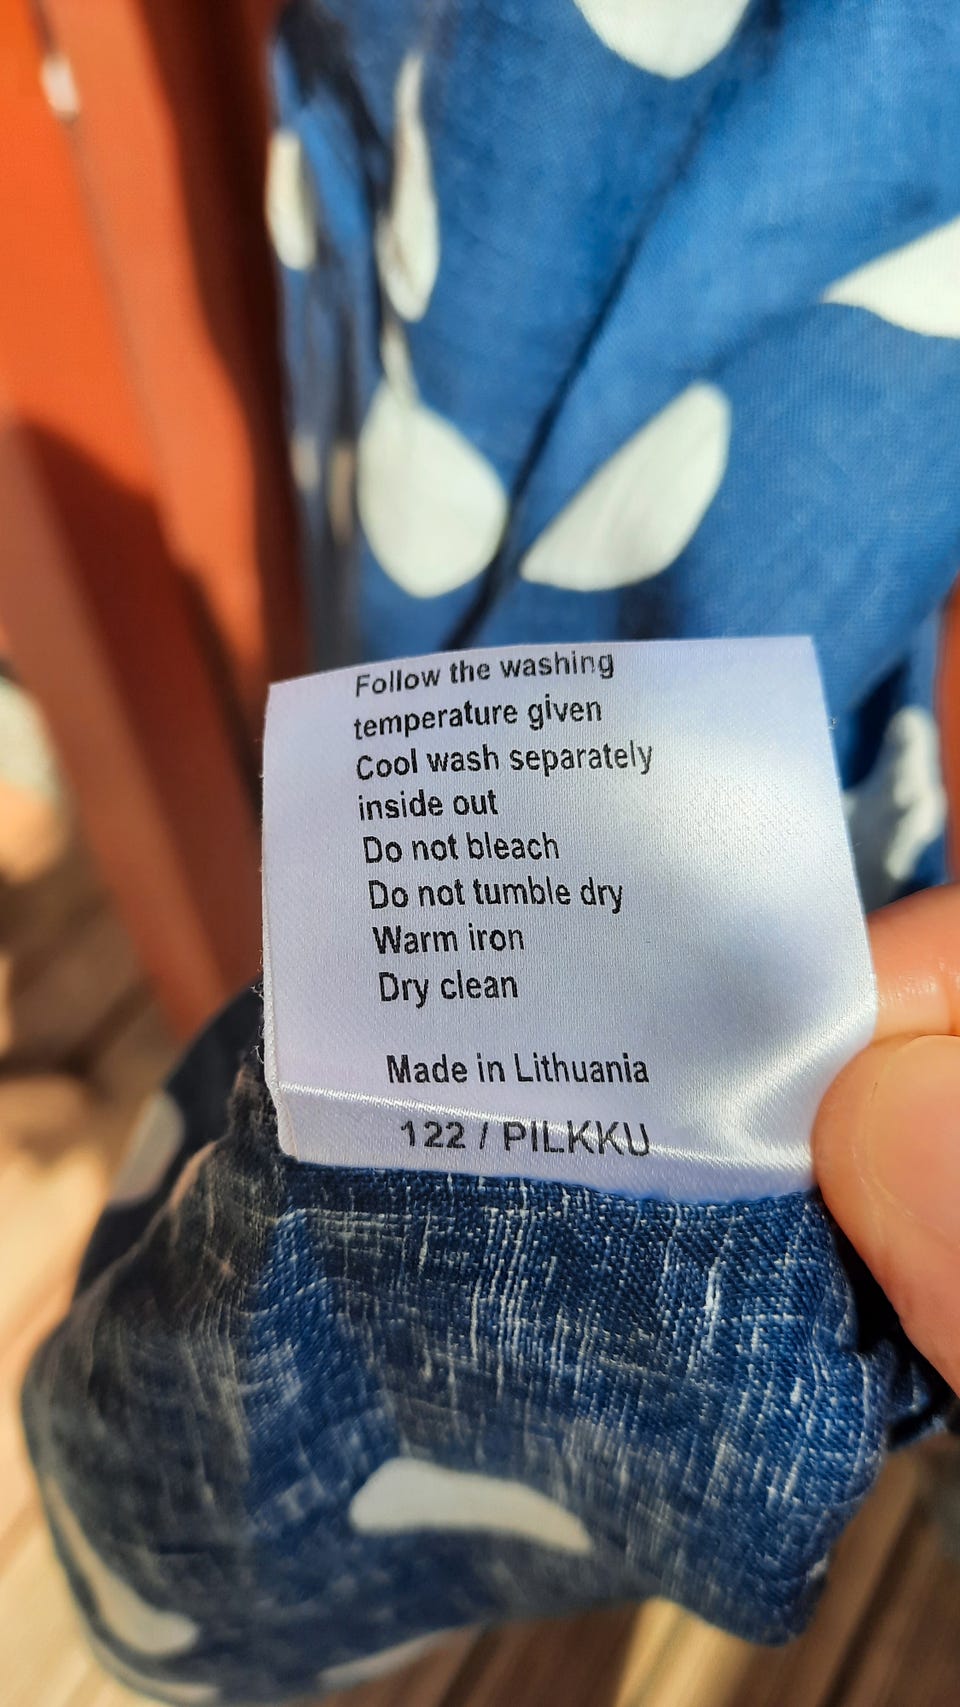 Follow the washing
temperature given
Cool wash separately
inside out
Do not bleach
Do not tumble dry
Warm iron
Dry clean
Made in Lithuania
122 / PILKKU